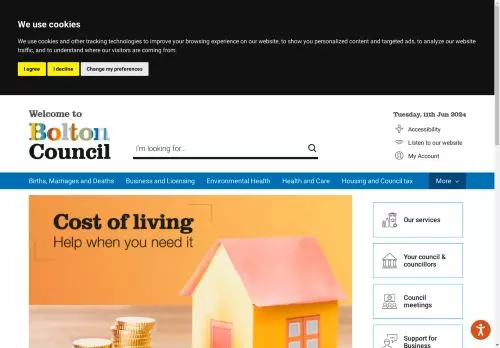 We use cookies
We use cookies and other tracking technologies to improve your browsing experience on our website, to show you personalized content and targeted ads, to analyze our website
traffic, and to understand where our visitors are coming from.
I agree
I decline
Change my preferences
Welcome to
Bolton
Council
I'm looking for...
Tuesday, 11th Jun 2024
Accessibility
Listen to our website
My Account
Births, Marriages and Deaths
Business and Licensing
Environmental Health
Health and Care
Housing and Council tax
More
Cost of living
Help when you need it
Our services
Your council &
councillors
Council
meetings
Support for
Business